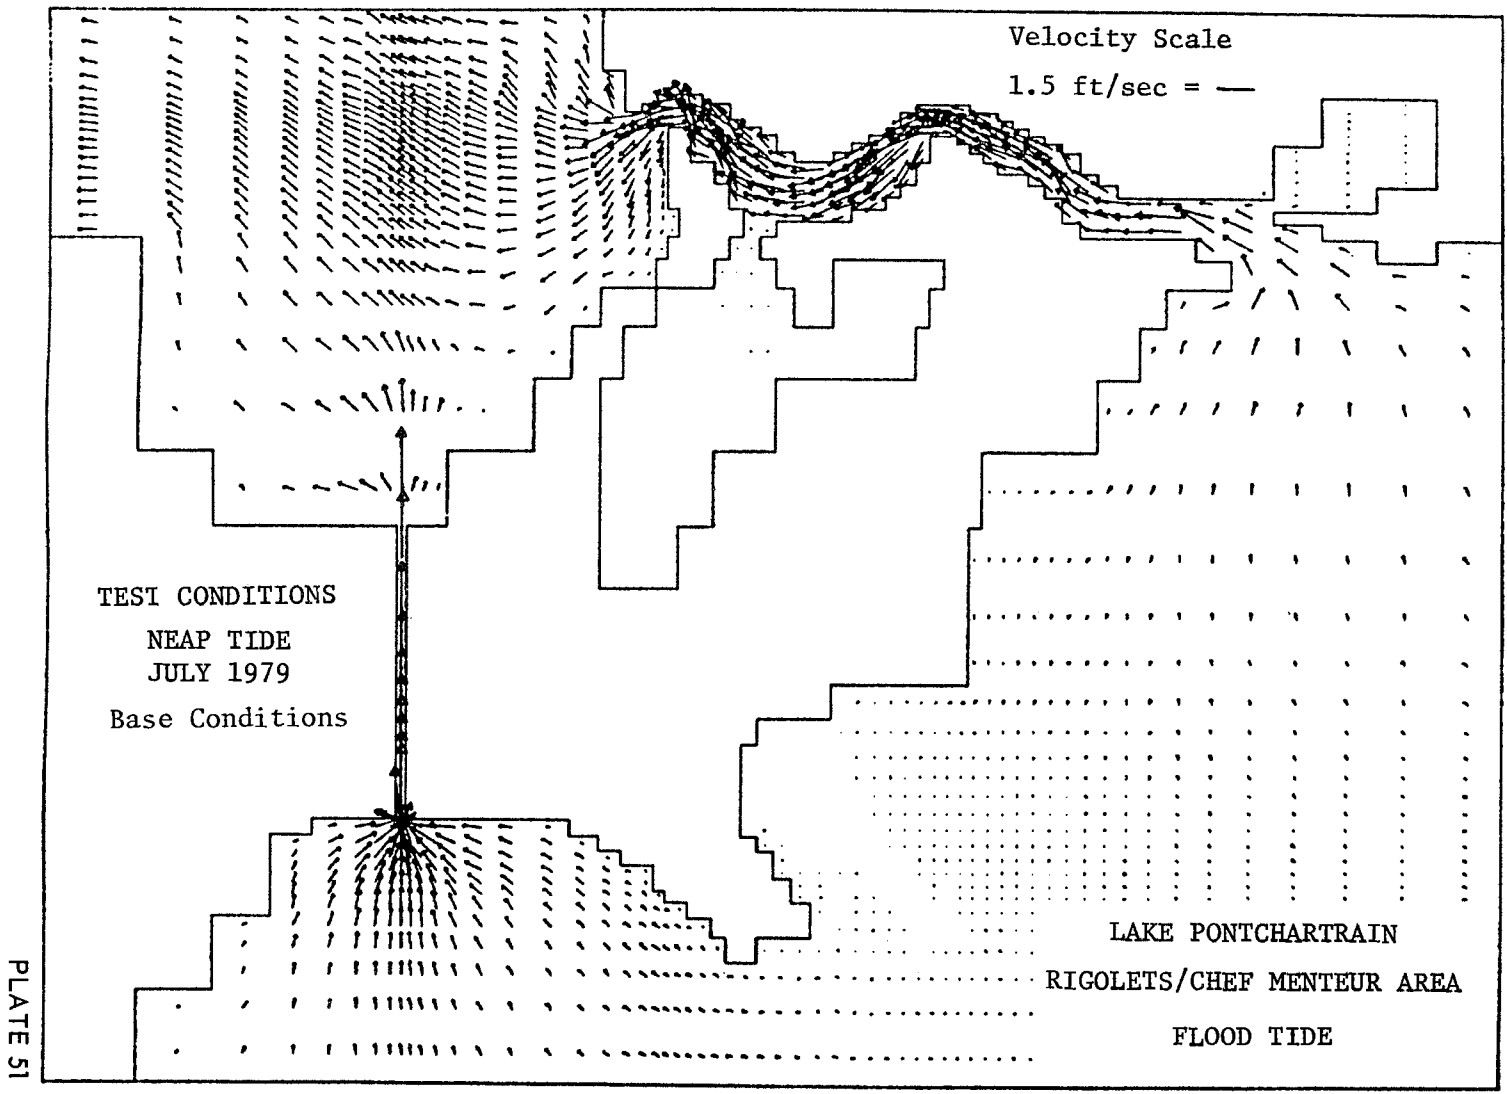 Velocity Scale
1.5 ft/sec = —
TEST CONDITIONS
NEAP TIDE
JULY 1979
Base Conditions
LAKE PONTCHARTRAIN
RIGOLETS/CHEF MENTEUR AREA
FLOOD TIDE
PLATE 51